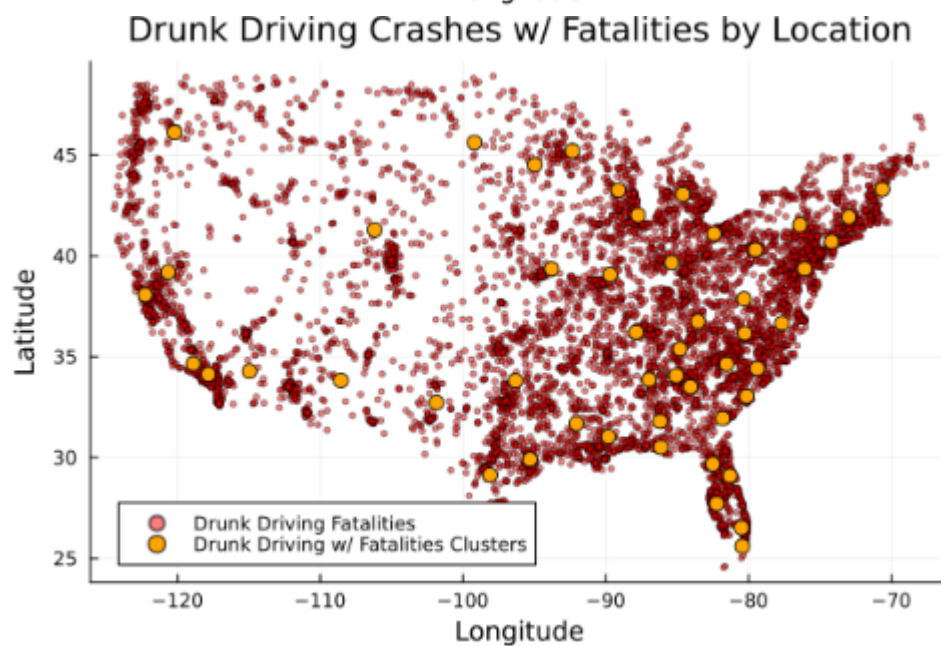 Drunk Driving Crashes w/ Fatalities by Location
Latitude
45
40
35
30
25
Drunk Driving Fatalities
Drunk Driving w/ Fatalities Clusters
−120 −110 −100 −90 −80 −70
Longitude